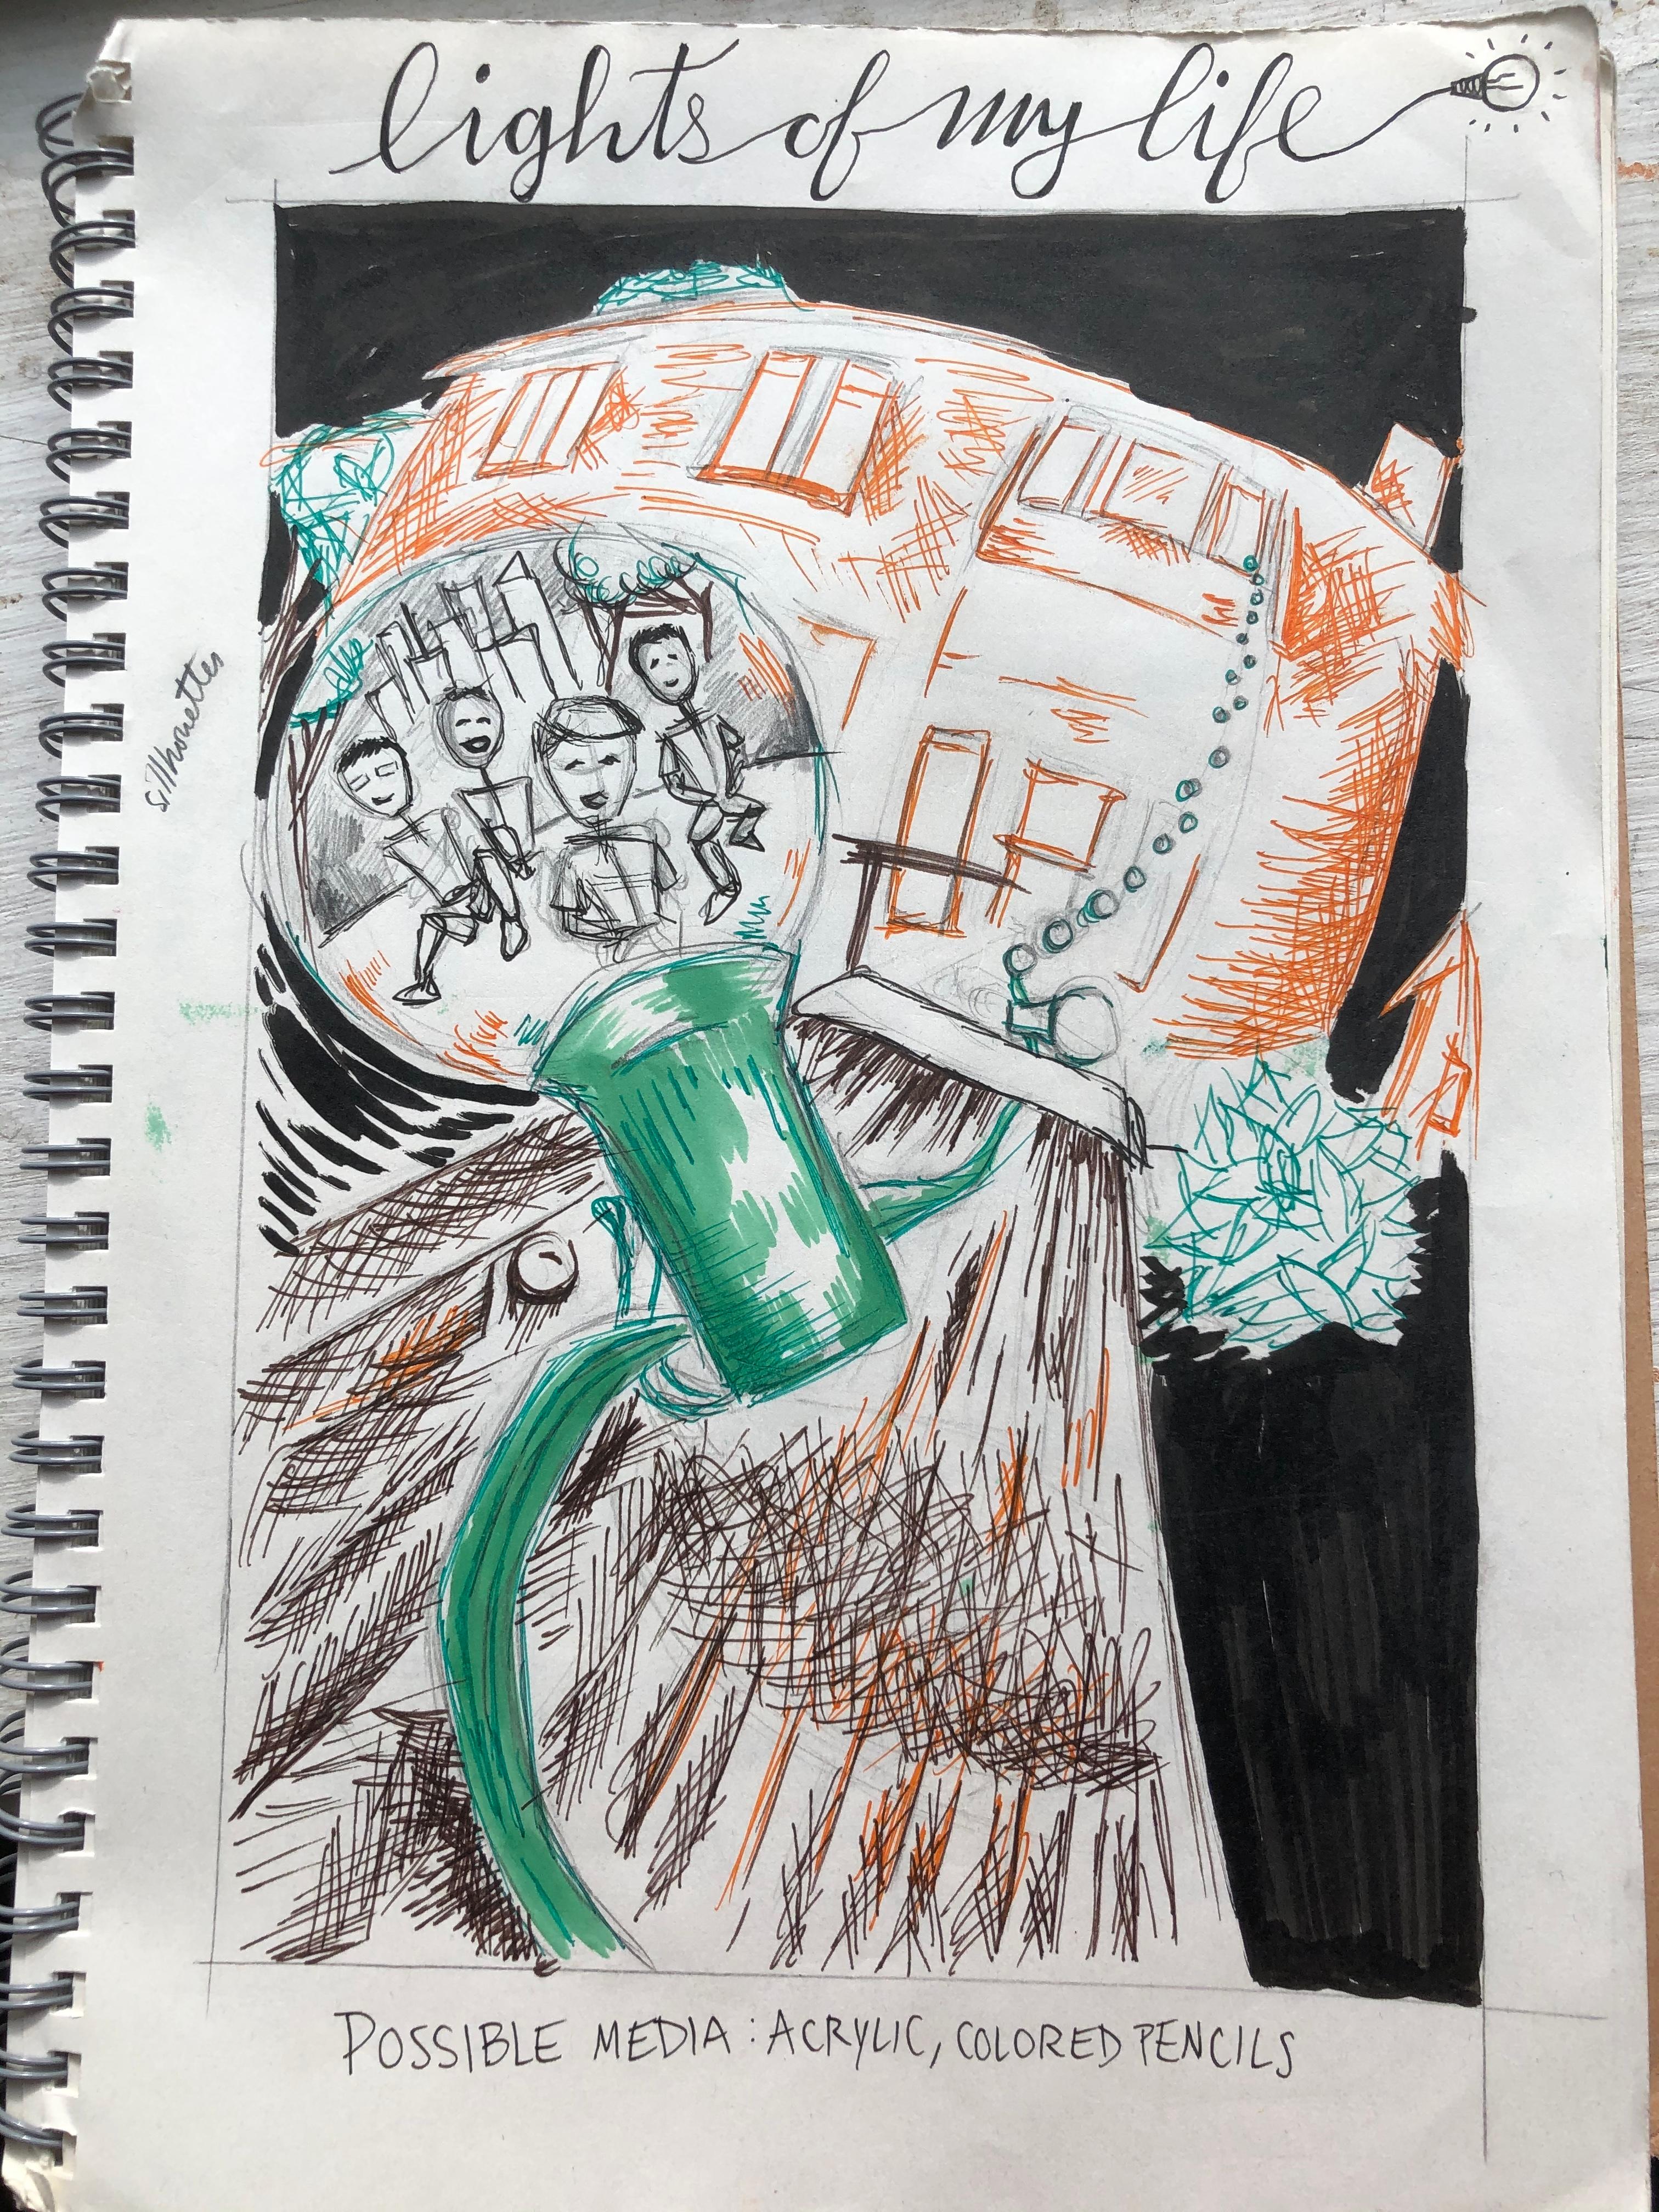 lights of my life
silhouettes
POSSIBLE MEDIA: ACRYLIC, COLORED PENCILS